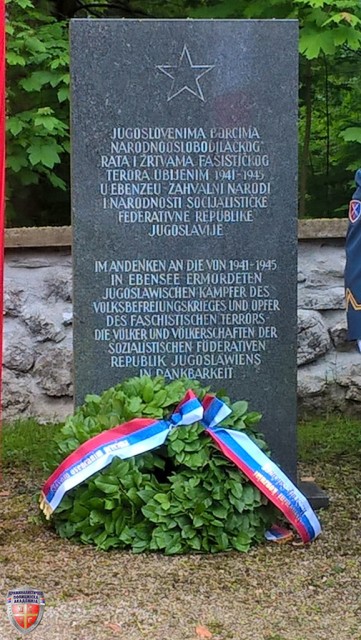 JUGOSLOVENIMA BORCIMA
NARODNOOSLOBODILAČKOG
RATA I ŽRTVAMA FAŠISTIČKOG
TERORA UBIJENIM 1941-1945
U EBENZEU-ZAHVALNI NARODI
I NARODNOSTI SOCIJALISTIČKE
FEDERATIVNE REPUBLIKE
JUGOSLAVIJE
IM ANDENKEN AN DIE VON 1941-1945
IN EBENSEE ERMORDETEN
JUGOSLAWISCHEN KÄMPFER DES
VOLKSBEFREIUNGSKRIEGES UND OPFER
DES FASCHISTISCHEN TERRORS-
DIE VÖLKER UND VÖLKERSCHAFTEN DER
SOZIALISTISCHEN FÖDERATIVEN
REPUBLIK JUGOSLAWIENS
IN DANKBARKEIT